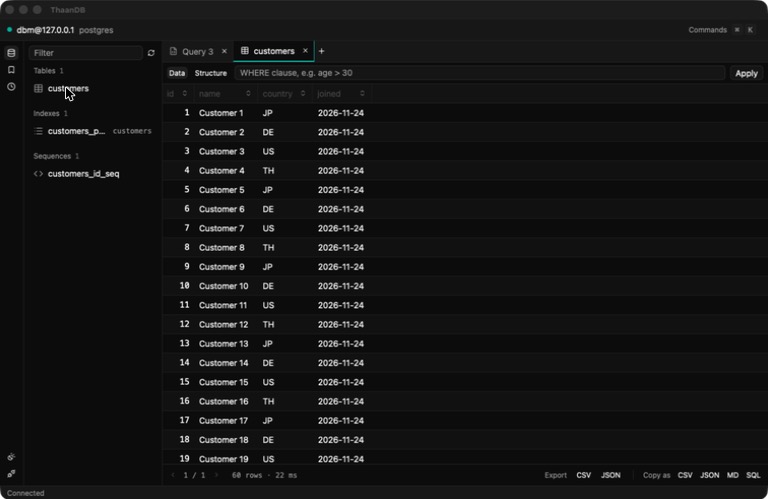 ThaanDB
dbm@127.0.0.1 postgres
Commands ⌘ K
Filter
Tables 1
customers
Indexes 1
customers_p... customers
Sequences 1
customers_id_seq
Query 3 × customers × +
Data Structure WHERE clause, e.g. age > 30 Apply
id name country joined
1 Customer 1 JP 2026-11-24
2 Customer 2 DE 2026-11-24
3 Customer 3 US 2026-11-24
4 Customer 4 TH 2026-11-24
5 Customer 5 JP 2026-11-24
6 Customer 6 DE 2026-11-24
7 Customer 7 US 2026-11-24
8 Customer 8 TH 2026-11-24
9 Customer 9 JP 2026-11-24
10 Customer 10 DE 2026-11-24
11 Customer 11 US 2026-11-24
12 Customer 12 TH 2026-11-24
13 Customer 13 JP 2026-11-24
14 Customer 14 DE 2026-11-24
15 Customer 15 US 2026-11-24
16 Customer 16 TH 2026-11-24
17 Customer 17 JP 2026-11-24
18 Customer 18 DE 2026-11-24
19 Customer 19 US 2026-11-24
‹ 1 / 1 › 60 rows · 22 ms Export CSV JSON Copy as CSV JSON MD SQL
Connected